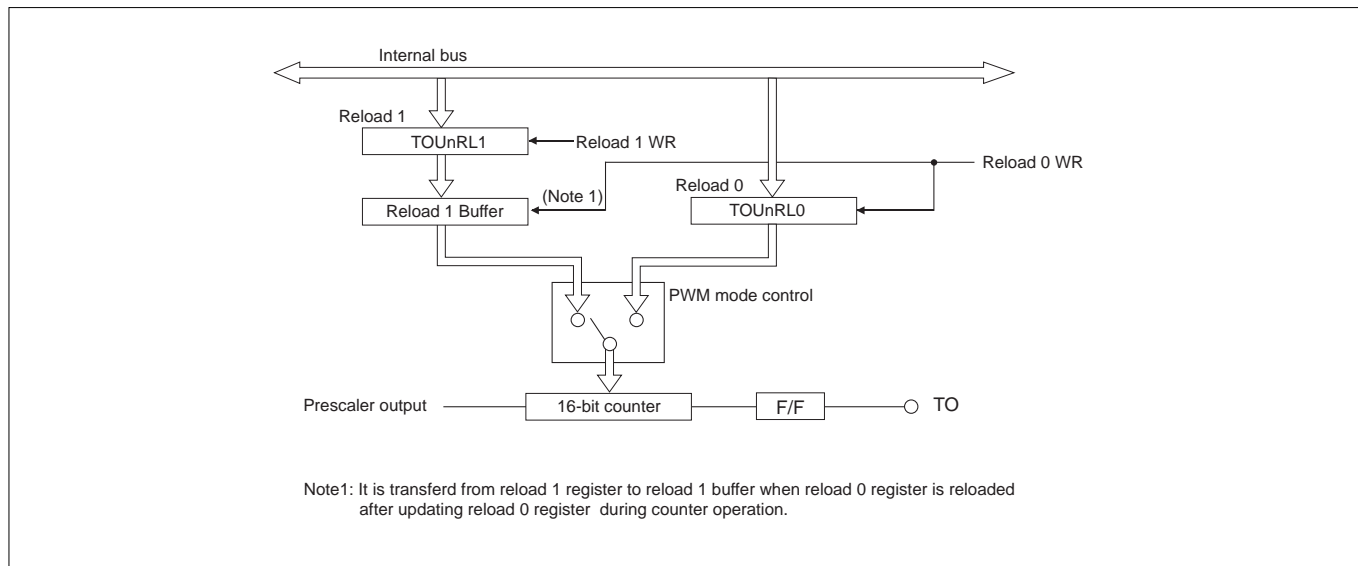 Internal bus
Reload 1
TOUnRL1
Reload 1 WR
Reload 0 WR
(Note 1)
Reload 0
Reload 1 Buffer
TOUnRL0
PWM mode control
Prescaler output
16-bit counter
F/F
TO
Note1: It is transferd from reload 1 register to reload 1 buffer when reload 0 register is reloaded
after updating reload 0 register during counter operation.